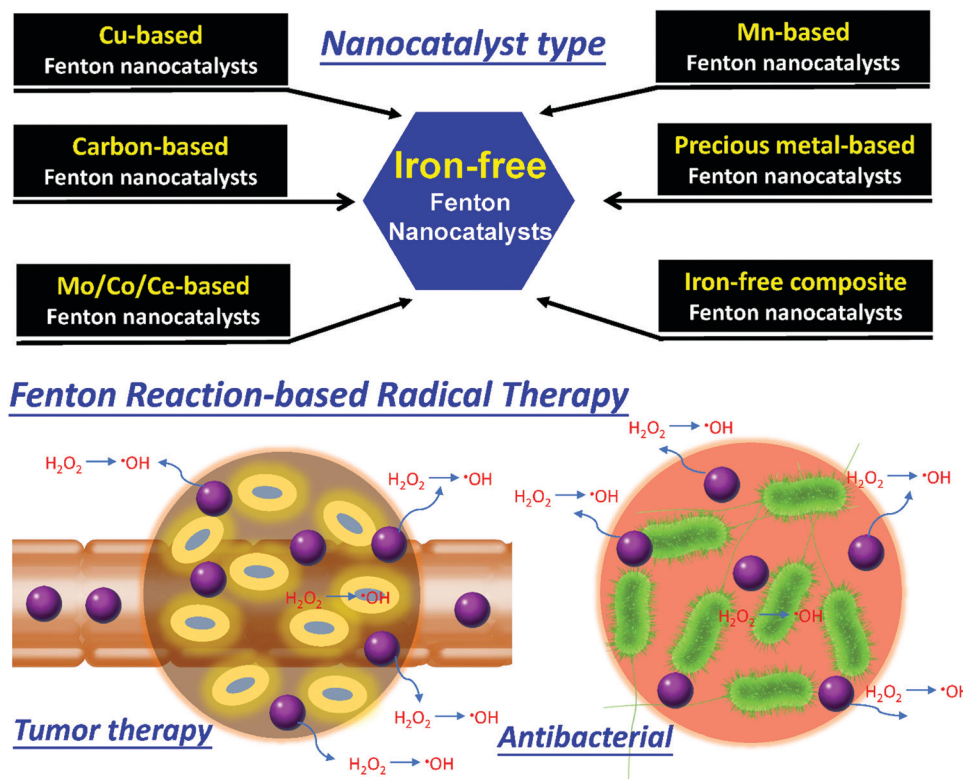 Nanocatalyst type
Cu-based
Fenton nanocatalysts
Mn-based
Fenton nanocatalysts
Carbon-based
Fenton nanocatalysts
Iron-free
Fenton
Nanocatalysts
Precious metal-based
Fenton nanocatalysts
Mo/Co/Ce-based
Fenton nanocatalysts
Iron-free composite
Fenton nanocatalysts
Fenton Reaction-based Radical Therapy
H₂O₂ → •OH
H₂O₂ → •OH
H₂O₂ → •OH
H₂O₂ → •OH
H₂O₂ → •OH
Tumor therapy
H₂O₂ → •OH
H₂O₂ → •OH
H₂O₂ → •OH
H₂O₂ → •OH
H₂O₂ → •OH
Antibacterial